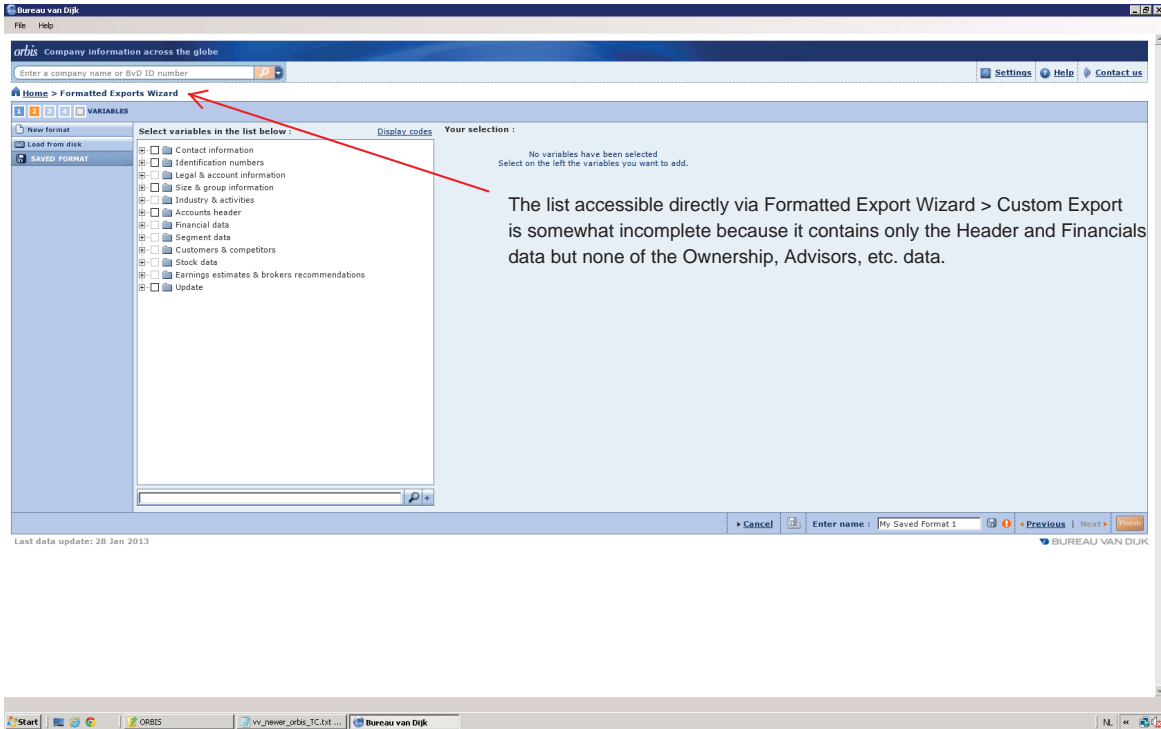 Bureau van Dijk
File Help
orbis Company information across the globe
Enter a company name or BvD ID number
Settings Help Contact us
Home > Formatted Exports Wizard
1 2 3 4 VARIABLES
New format
Load from disk
SAVED FORMAT
Select variables in the list below : Display codes
Contact information
Identification numbers
Legal & account information
Size & group information
Industry & activities
Accounts header
Financial data
Segment data
Customers & competitors
Stock data
Earnings estimates & brokers recommendations
Update
Your selection :
No variables have been selected
Select on the left the variables you want to add.
The list accessible directly via Formatted Export Wizard > Custom Export
is somewhat incomplete because it contains only the Header and Financials
data but none of the Ownership, Advisors, etc. data.
Cancel Enter name : My Saved Format 1 Previous | Next Finish
Last data update: 28 Jan 2013
BUREAU VAN DIJK
Start ORBIS vv_newer_orbis_TC.txt ... Bureau van Dijk NL «